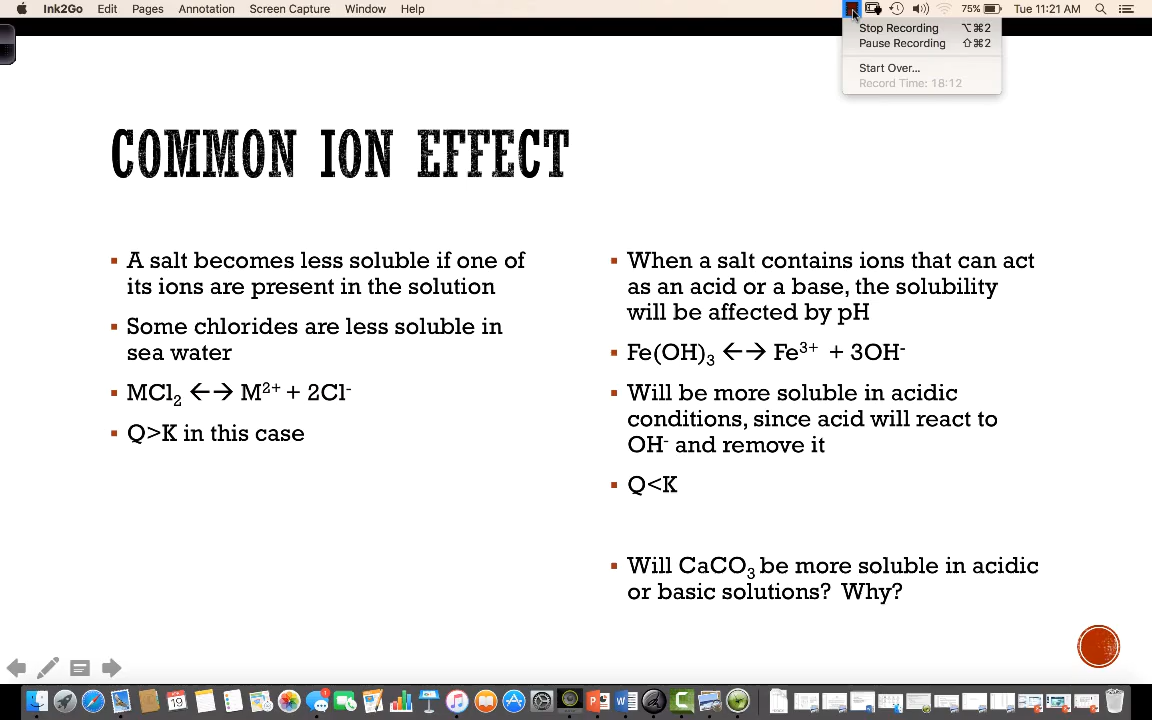 Ink2Go Edit Pages Annotation Screen Capture Window Help 75% Tue 11:21 AM
Stop Recording ⌥⌘2
Pause Recording ⇧⌘2
Start Over...
Record Time: 18:12
COMMON ION EFFECT
▪ A salt becomes less soluble if one of
its ions are present in the solution
▪ Some chlorides are less soluble in
sea water
▪ MCl₂ ←→ M²⁺ + 2Cl⁻
▪ Q>K in this case
▪ When a salt contains ions that can act
as an acid or a base, the solubility
will be affected by pH
▪ Fe(OH)₃ ←→ Fe³⁺ + 3OH⁻
▪ Will be more soluble in acidic
conditions, since acid will react to
OH⁻ and remove it
▪ Q<K
▪ Will CaCO₃ be more soluble in acidic
or basic solutions? Why?
19